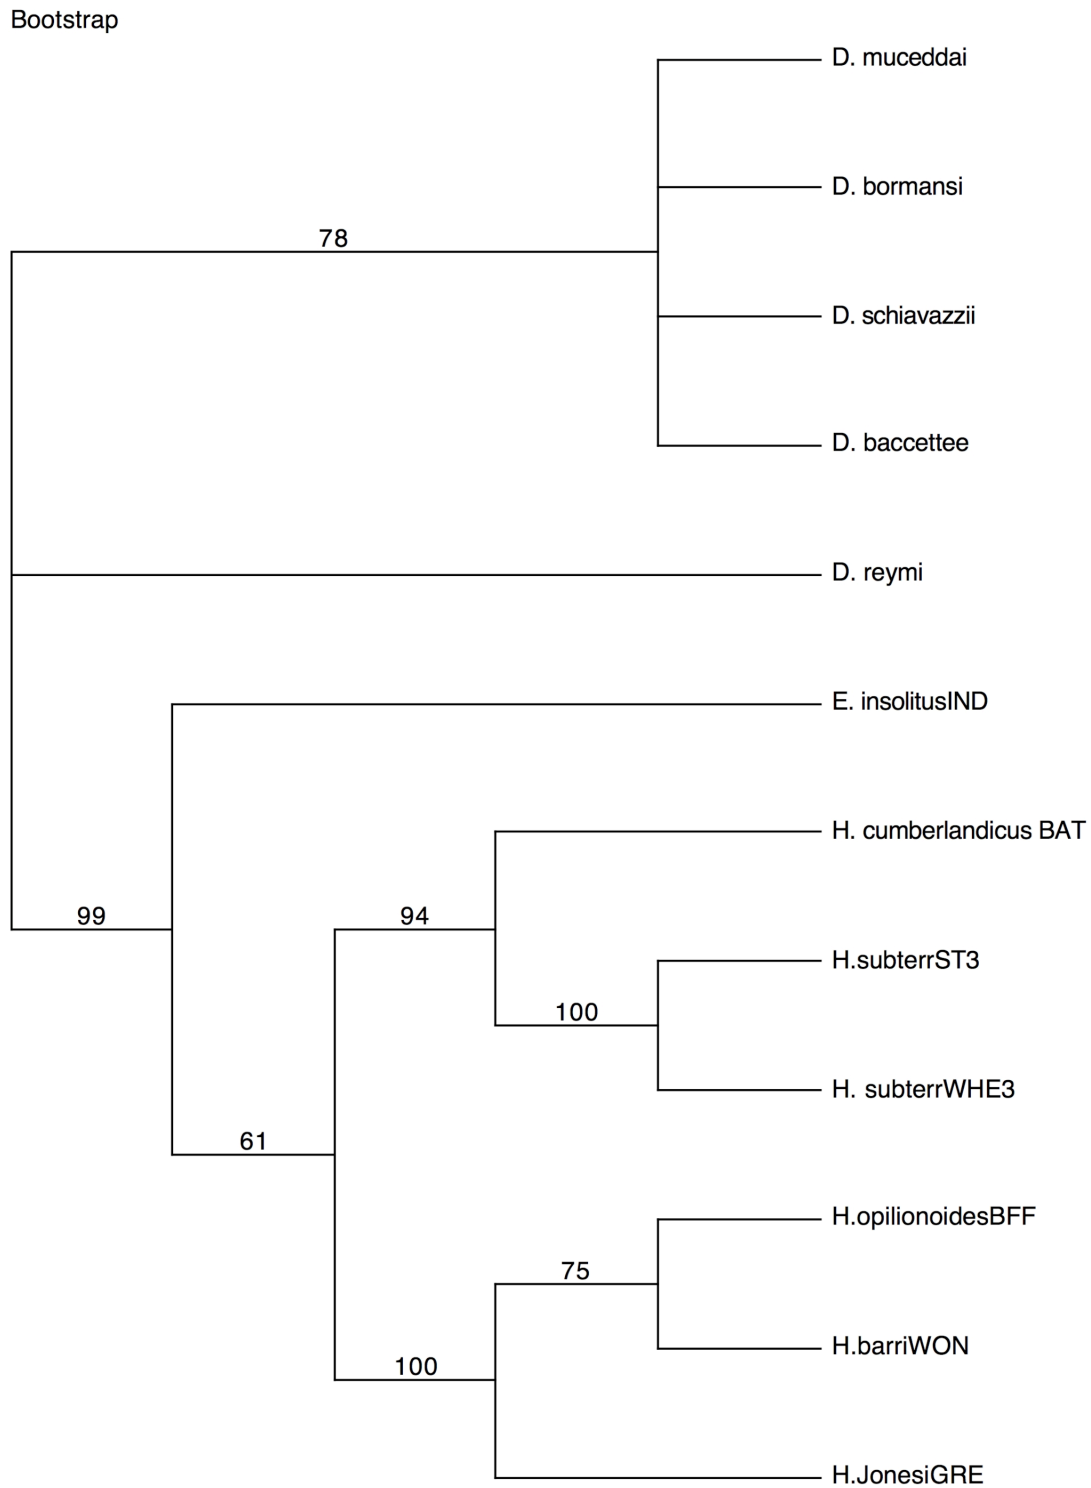 Bootstrap
D. muceddai
D. bormansi
78
D. schiavazzii
D. baccettee
D. reymi
E. insolitusIND
H. cumberlandicus BAT
99
94
H.subterrST3
100
H. subterrWHE3
61
H.opilionoidesBFF
75
H.barriWON
100
H.JonesiGRE